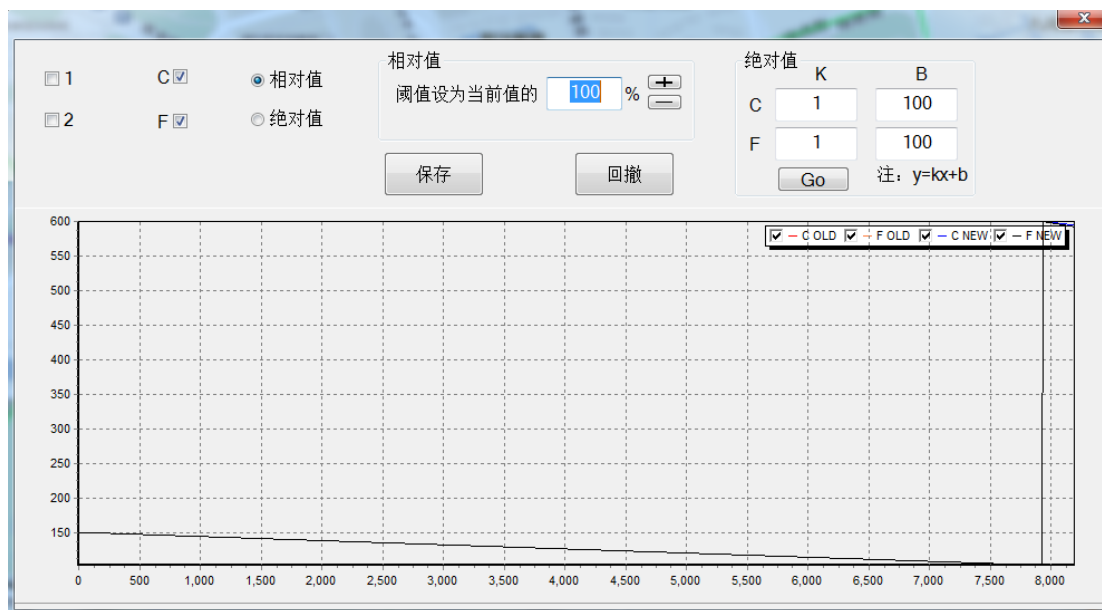 1 C 相对值
2 F 绝对值
相对值
阈值设为当前值的 100 %
保存 回撤
绝对值
K B
C 1 100
F 1 100
Go 注：y=kx+b
C OLD F OLD C NEW F NEW
600
550
500
450
400
350
300
250
200
150
0 500 1,000 1,500 2,000 2,500 3,000 3,500 4,000 4,500 5,000 5,500 6,000 6,500 7,000 7,500 8,000